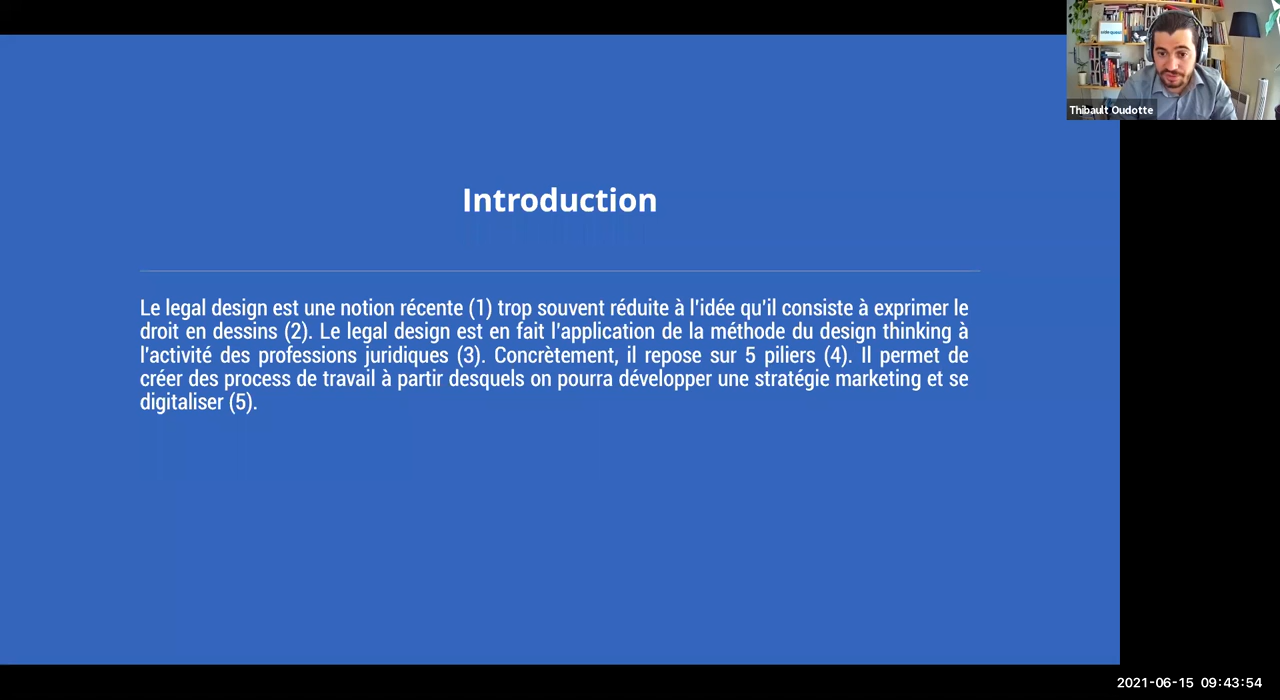 Thibault Oudotte
Introduction
Le legal design est une notion récente (1) trop souvent réduite à l'idée qu'il consiste à exprimer le
droit en dessins (2). Le legal design est en fait l'application de la méthode du design thinking à
l'activité des professions juridiques (3). Concrètement, il repose sur 5 piliers (4). Il permet de
créer des process de travail à partir desquels on pourra développer une stratégie marketing et se
digitaliser (5).
2021-06-15 09:43:54